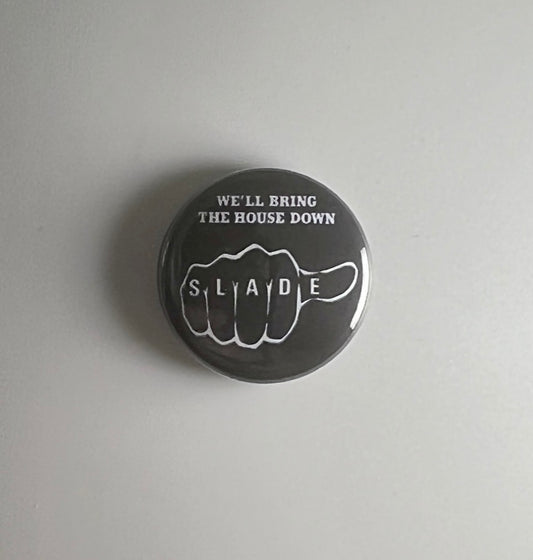 WE'LL BRING
THE HOUSE DOWN
SLADE